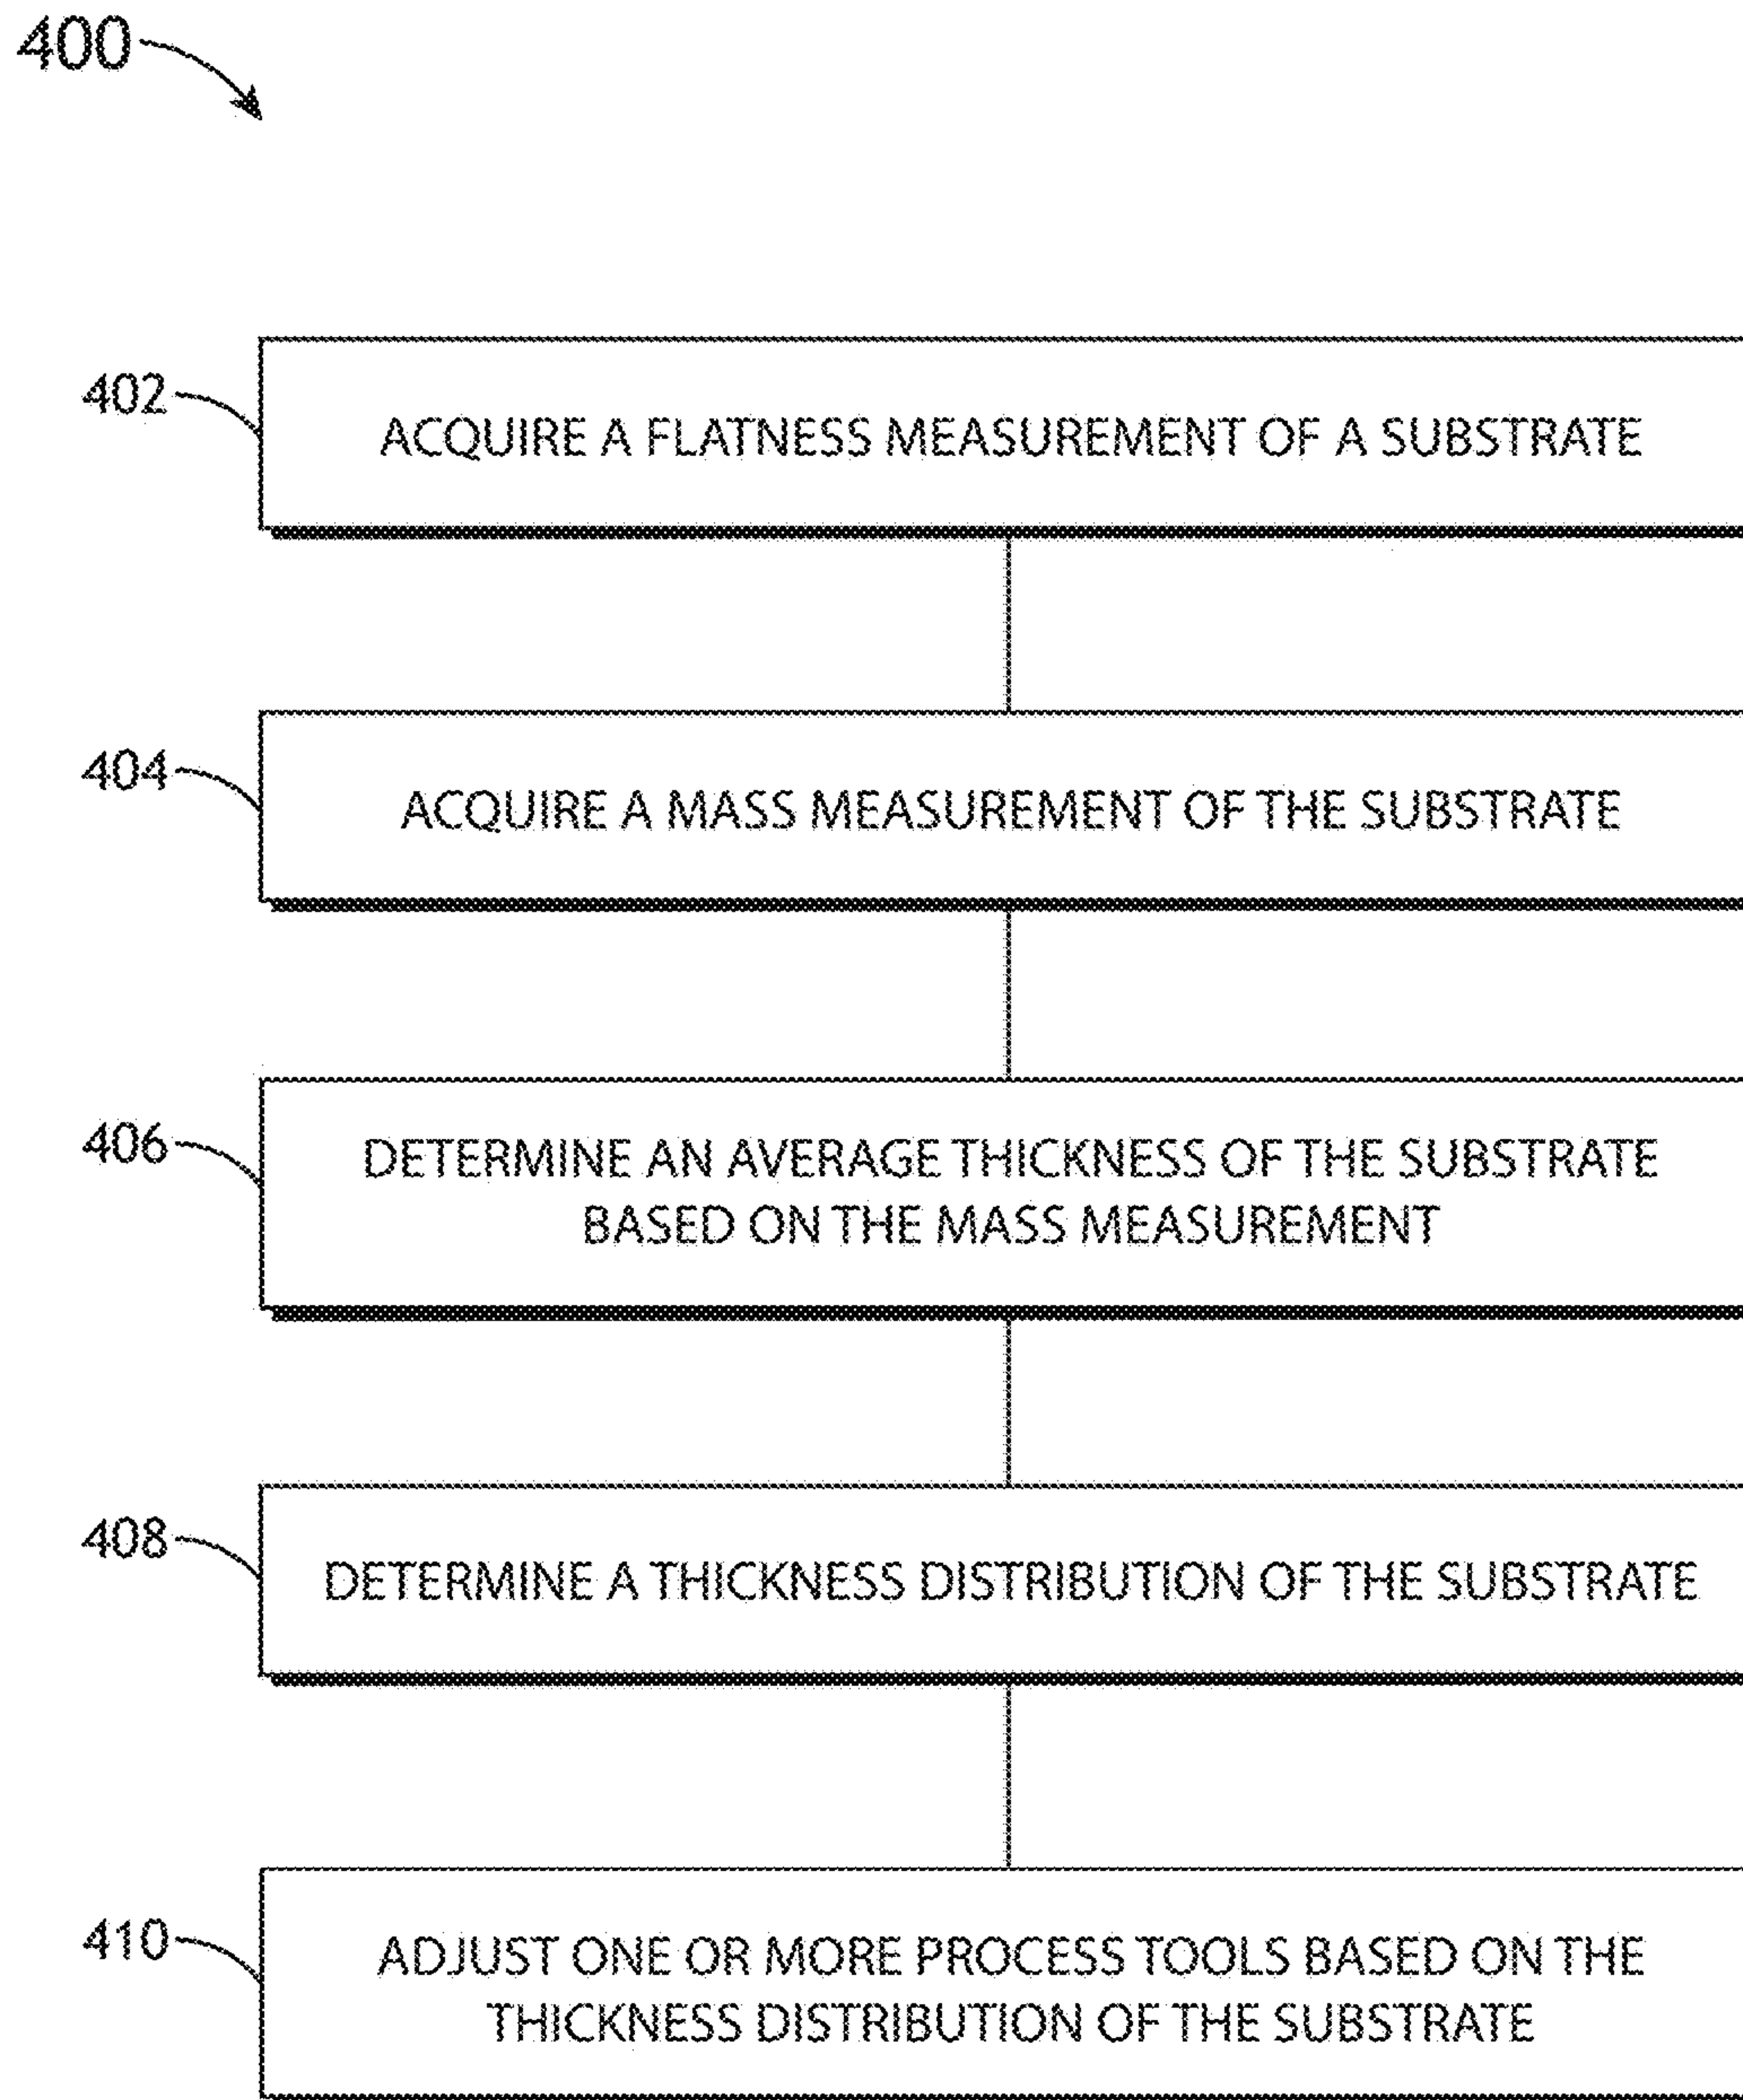 400
402
ACQUIRE A FLATNESS MEASUREMENT OF A SUBSTRATE
404
ACQUIRE A MASS MEASUREMENT OF THE SUBSTRATE
406
DETERMINE AN AVERAGE THICKNESS OF THE SUBSTRATE
BASED ON THE MASS MEASUREMENT
408
DETERMINE A THICKNESS DISTRIBUTION OF THE SUBSTRATE
410
ADJUST ONE OR MORE PROCESS TOOLS BASED ON THE
THICKNESS DISTRIBUTION OF THE SUBSTRATE